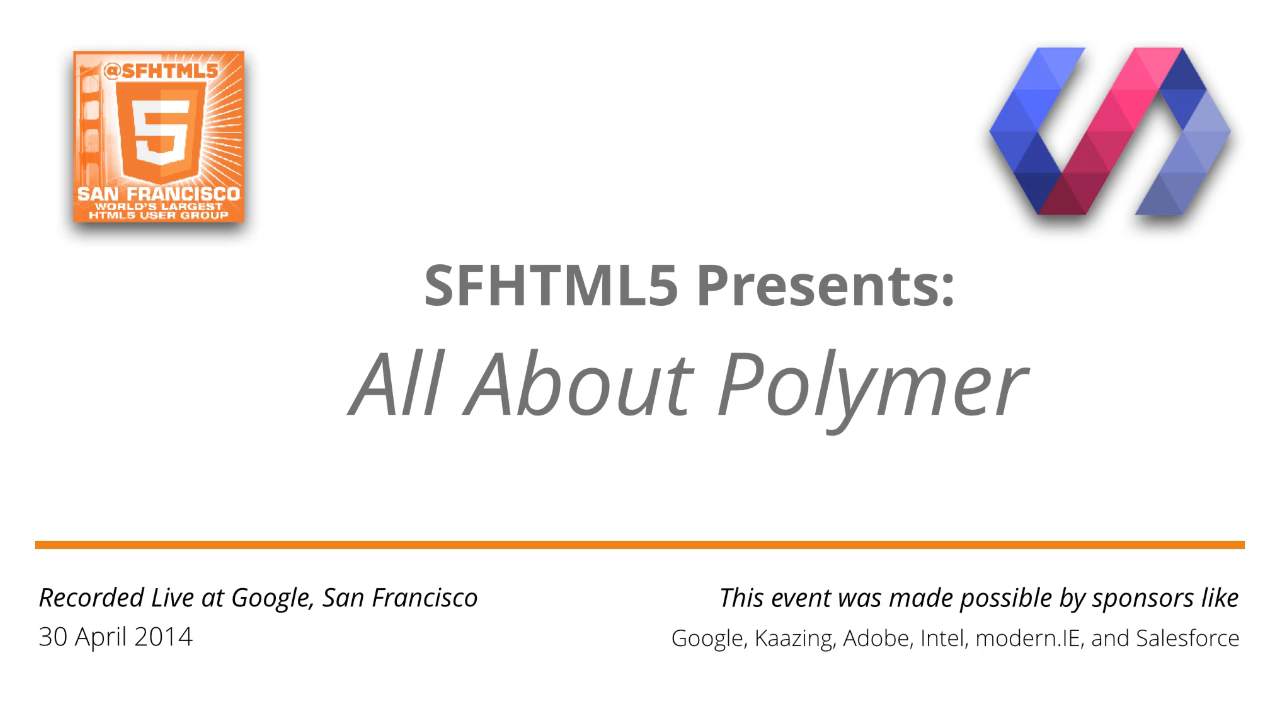 @SFHTML5
5
SAN FRANCISCO
WORLD'S LARGEST
HTML5 USER GROUP
SFHTML5 Presents:
All About Polymer
Recorded Live at Google, San Francisco
30 April 2014
This event was made possible by sponsors like
Google, Kaazing, Adobe, Intel, modern.IE, and Salesforce